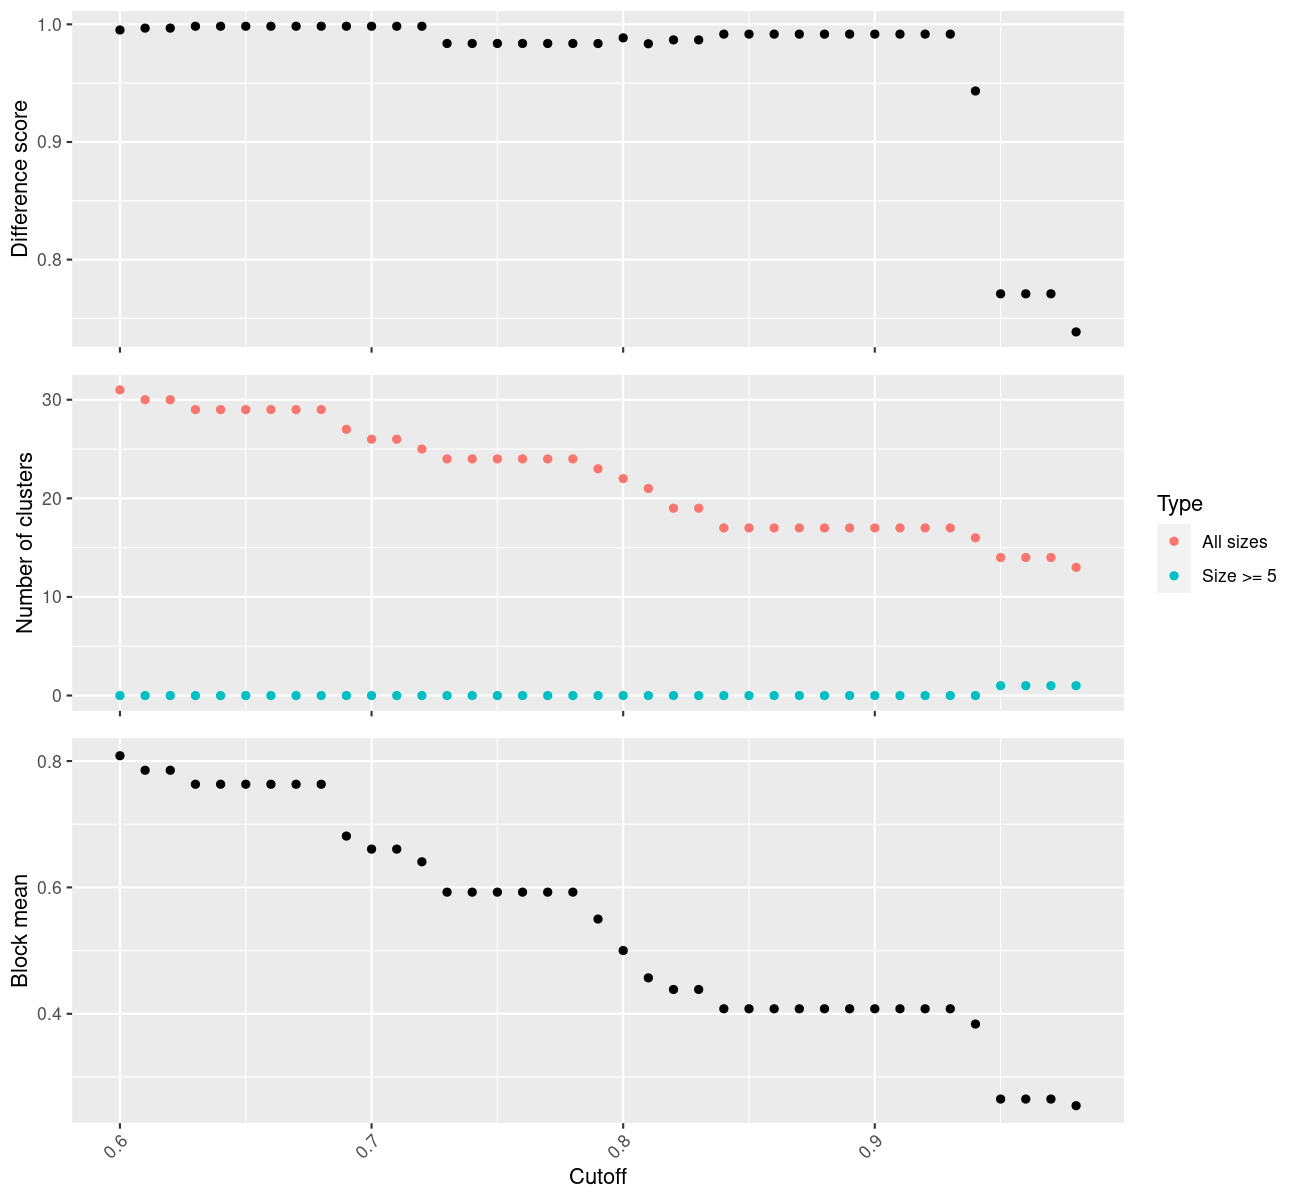 1.0
0.9
0.8
Difference score
30
20
10
0
Number of clusters
Type
All sizes
Size >= 5
0.8
0.6
0.4
Block mean
0.6 0.7 0.8 0.9
Cutoff